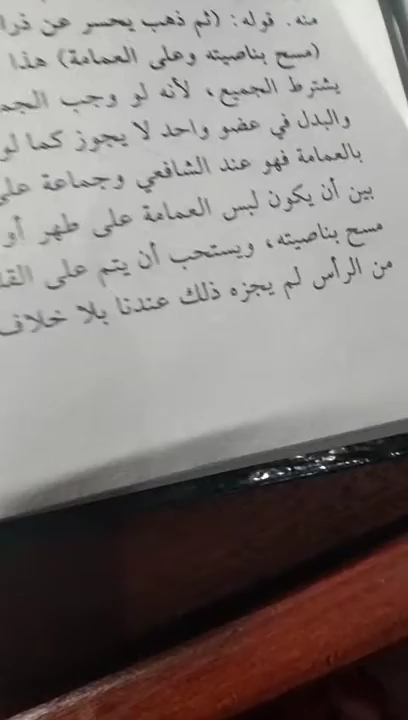 منه. قوله: (ثم ذهب يحسر عن ذرا
(مسح بناصيته وعلى العمامة) هذا
يشترط الجميع، لأنه لو وجب الجم
والبدل في عضو واحد لا يجوز كما لو
بالعمامة فهو عند الشافعي وجماعة على
بين أن يكون لبس العمامة على طهر أو
مسح بناصيته، ويستحب أن يتم على القل
من الرأس لم يجزه ذلك عندنا بلا خلاف